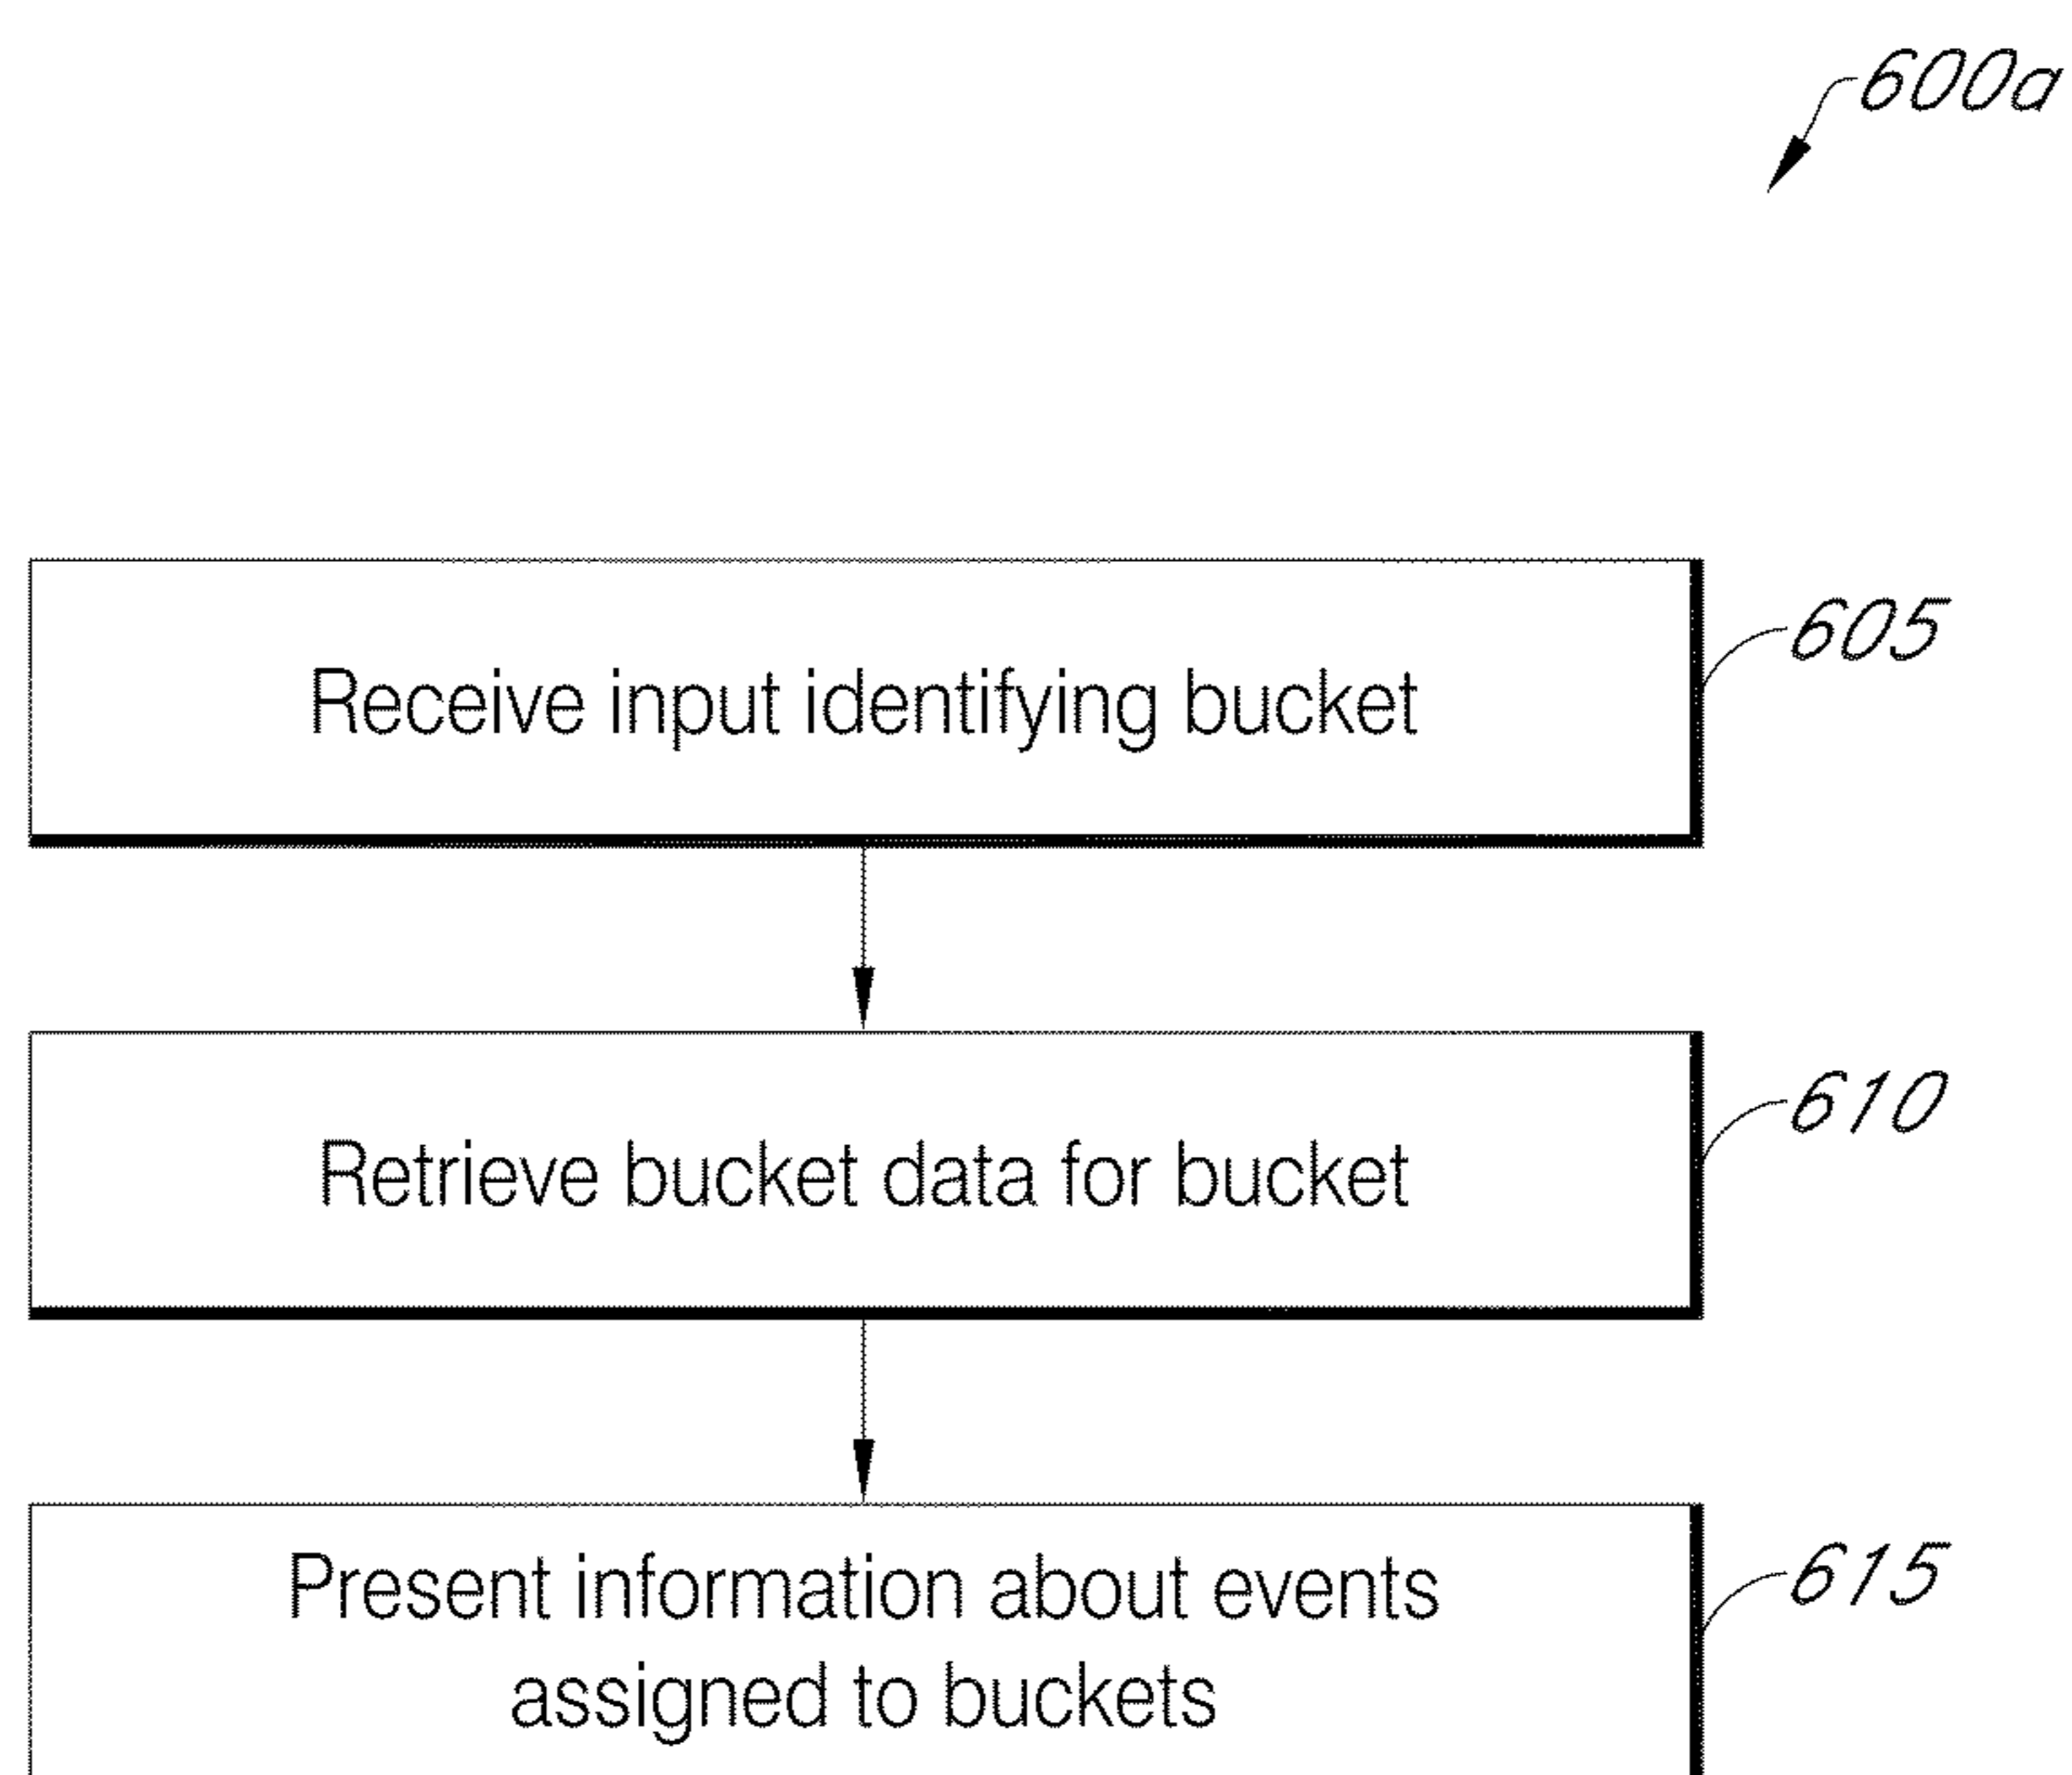 600a
Receive input identifying bucket
605
Retrieve bucket data for bucket
610
Present information about events
assigned to buckets
615